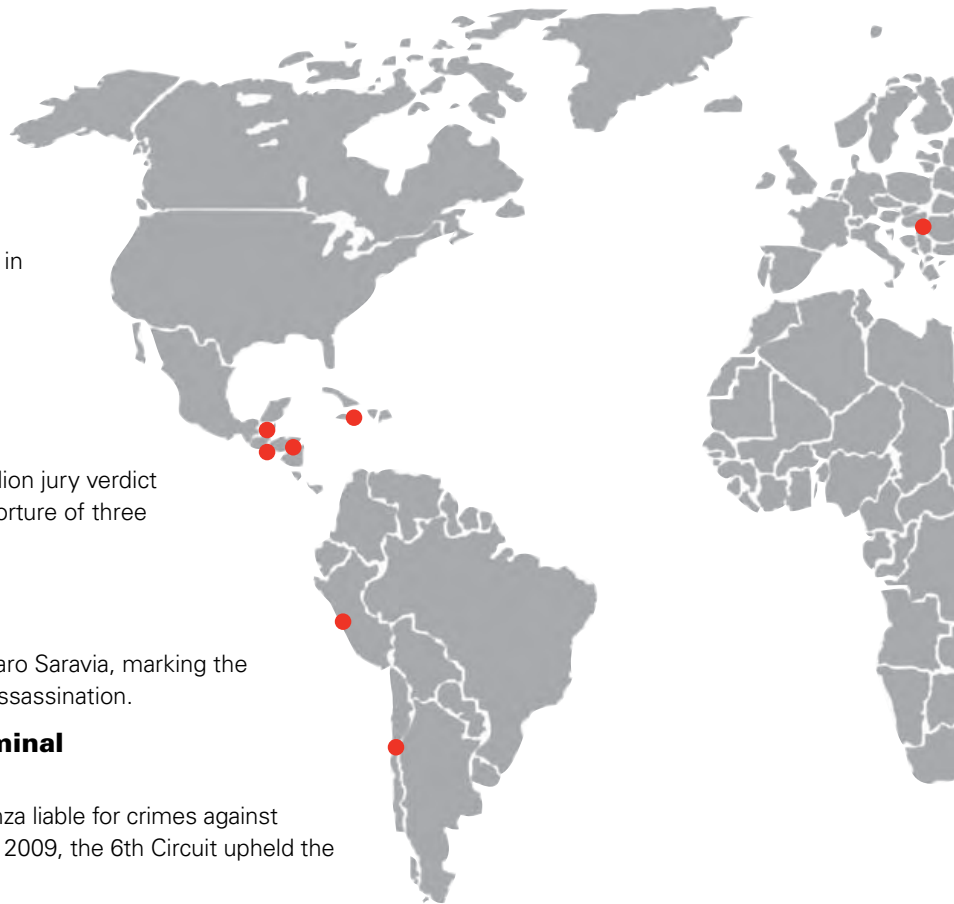 in
lion jury verdict
orture of three
aro Saravia, marking the
ssassination.
minal
nza liable for crimes against
2009, the 6th Circuit upheld the